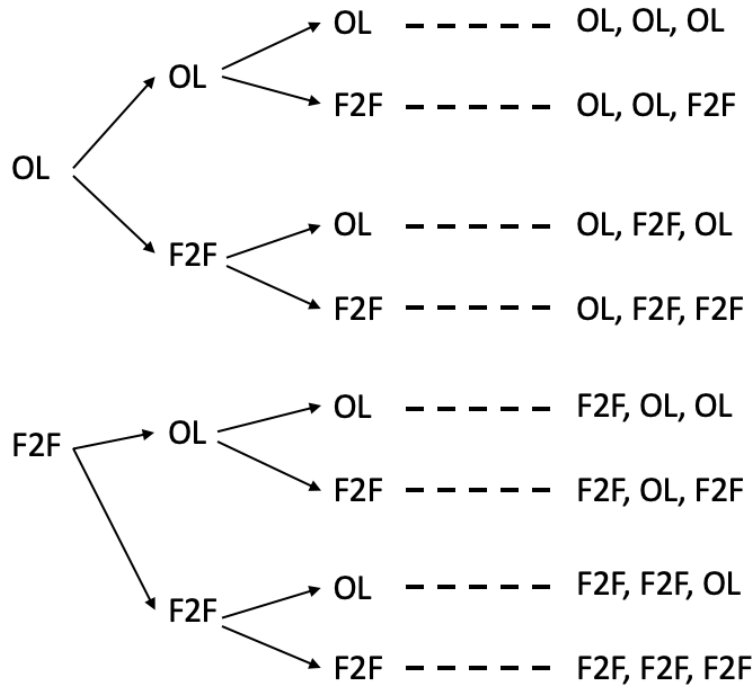 OL - - - - - OL, OL, OL
OL
F2F - - - - - OL, OL, F2F
OL
OL - - - - - OL, F2F, OL
F2F
F2F - - - - - OL, F2F, F2F
OL - - - - - F2F, OL, OL
F2F OL
F2F - - - - - F2F, OL, F2F
OL - - - - - F2F, F2F, OL
F2F
F2F - - - - - F2F, F2F, F2F